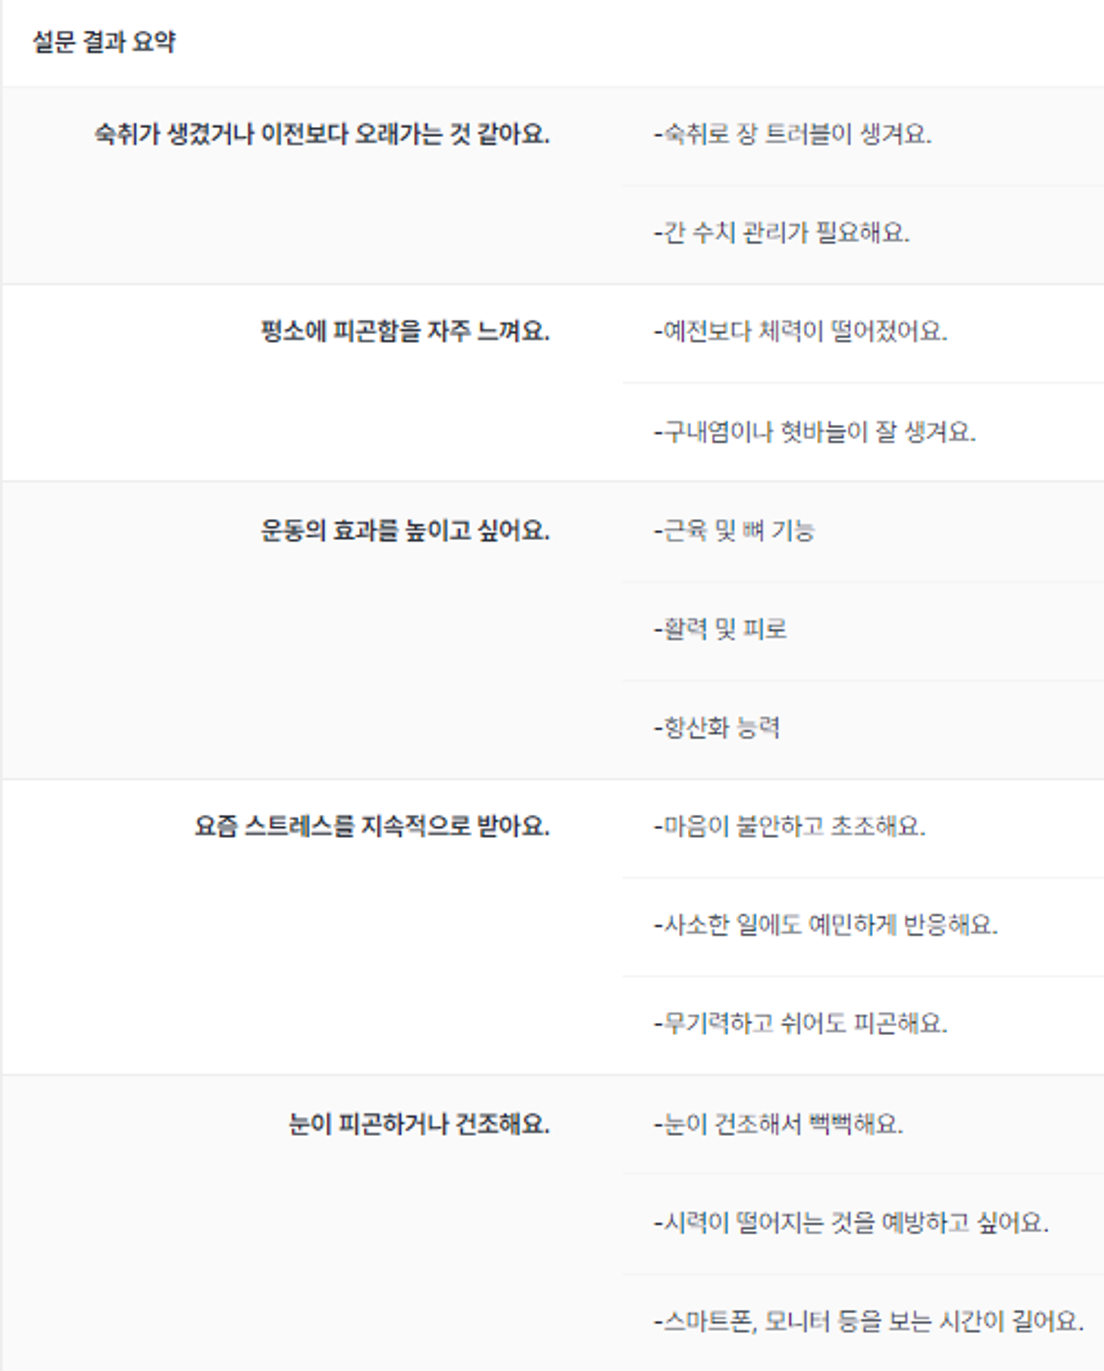 설문 결과 요약
숙취가 생겼거나 이전보다 오래가는 것 같아요.
-숙취로 장 트러블이 생겨요.
-간 수치 관리가 필요해요.
평소에 피곤함을 자주 느껴요.
-예전보다 체력이 떨어졌어요.
-구내염이나 혓바늘이 잘 생겨요.
운동의 효과를 높이고 싶어요.
-근육 및 뼈 기능
-활력 및 피로
-항산화 능력
요즘 스트레스를 지속적으로 받아요.
-마음이 불안하고 초조해요.
-사소한 일에도 예민하게 반응해요.
-무기력하고 쉬어도 피곤해요.
눈이 피곤하거나 건조해요.
-눈이 건조해서 뻑뻑해요.
-시력이 떨어지는 것을 예방하고 싶어요.
-스마트폰, 모니터 등을 보는 시간이 길어요.